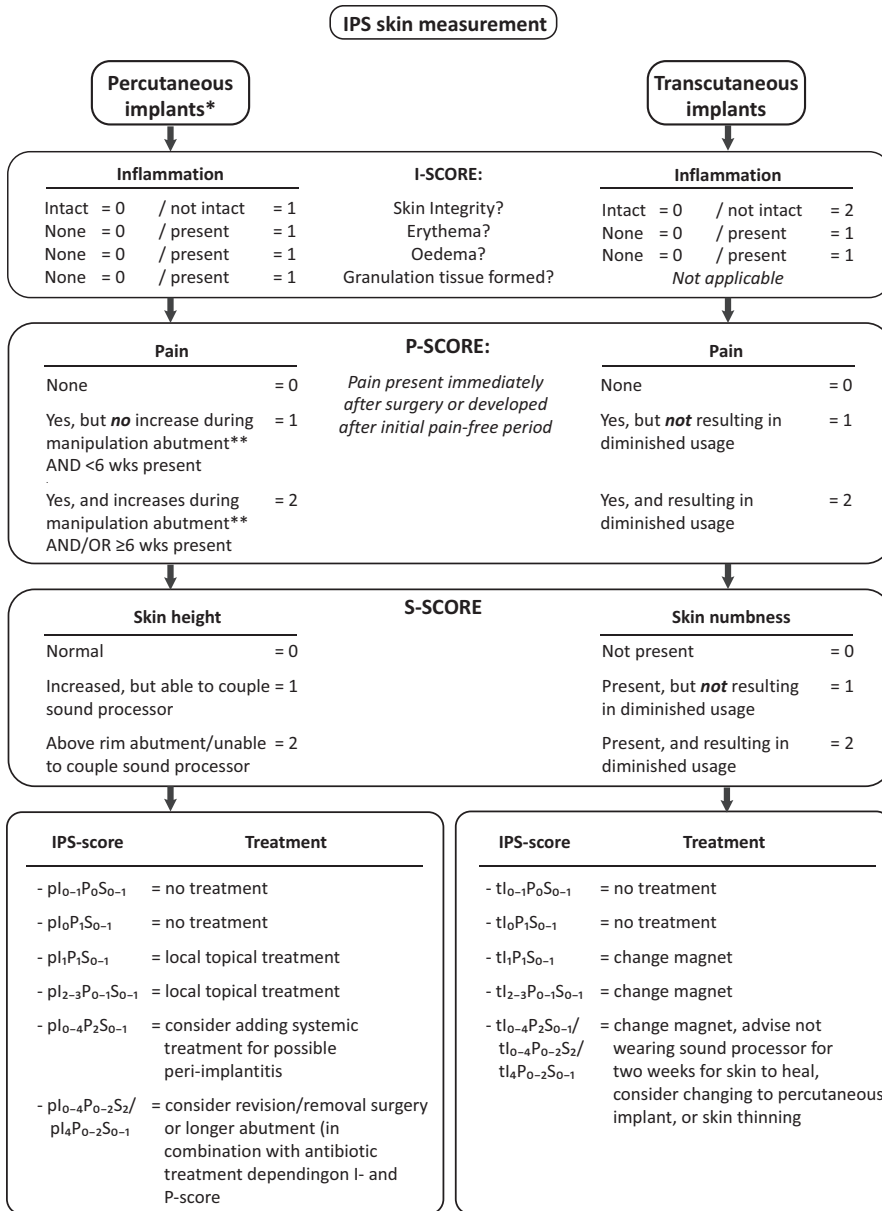 IPS skin measurement
Percutaneous
implants*
Transcutaneous
implants
Inflammation
I-SCORE:
Inflammation
Intact = 0 / not intact = 1
Skin Integrity?
Intact = 0 / not intact = 2
None = 0 / present = 1
Erythema?
None = 0 / present = 1
None = 0 / present = 1
Oedema?
None = 0 / present = 1
None = 0 / present = 1
Granulation tissue formed?
Not applicable
Pain
P-SCORE:
Pain
None = 0
Yes, but no increase during = 1
manipulation abutment**
AND <6 wks present
Yes, and increases during = 2
manipulation abutment**
AND/OR ≥6 wks present
Pain present immediately
after surgery or developed
after initial pain-free period
None = 0
Yes, but not resulting in = 1
diminished usage
Yes, and resulting in = 2
diminished usage
S-SCORE
Skin height
Normal = 0
Increased, but able to couple = 1
sound processor
Above rim abutment/unable = 2
to couple sound processor
Skin numbness
Not present = 0
Present, but not resulting = 1
in diminished usage
Present, and resulting in = 2
diminished usage
IPS-score Treatment
- pI₀₋₁P₀S₀₋₁ = no treatment
- pI₀P₁S₀₋₁ = no treatment
- pI₁P₁S₀₋₁ = local topical treatment
- pI₂₋₃P₀₋₁S₀₋₁ = local topical treatment
- pI₀₋₄P₂S₀₋₁ = consider adding systemic
treatment for possible
peri-implantitis
- pI₀₋₄P₀₋₂S₂/ = consider revision/removal surgery
pI₄P₀₋₂S₀₋₁ or longer abutment (in
combination with antibiotic
treatment dependingon I- and
P-score
IPS-score Treatment
- tI₀₋₁P₀S₀₋₁ = no treatment
- tI₀P₁S₀₋₁ = no treatment
- tI₁P₁S₀₋₁ = change magnet
- tI₂₋₃P₀₋₁S₀₋₁ = change magnet
- tI₀₋₄P₂S₀₋₁/ = change magnet, advise not
tI₀₋₄P₀₋₂S₂/ wearing sound processor for
tI₄P₀₋₂S₀₋₁ two weeks for skin to heal,
consider changing to percutaneous
implant, or skin thinning